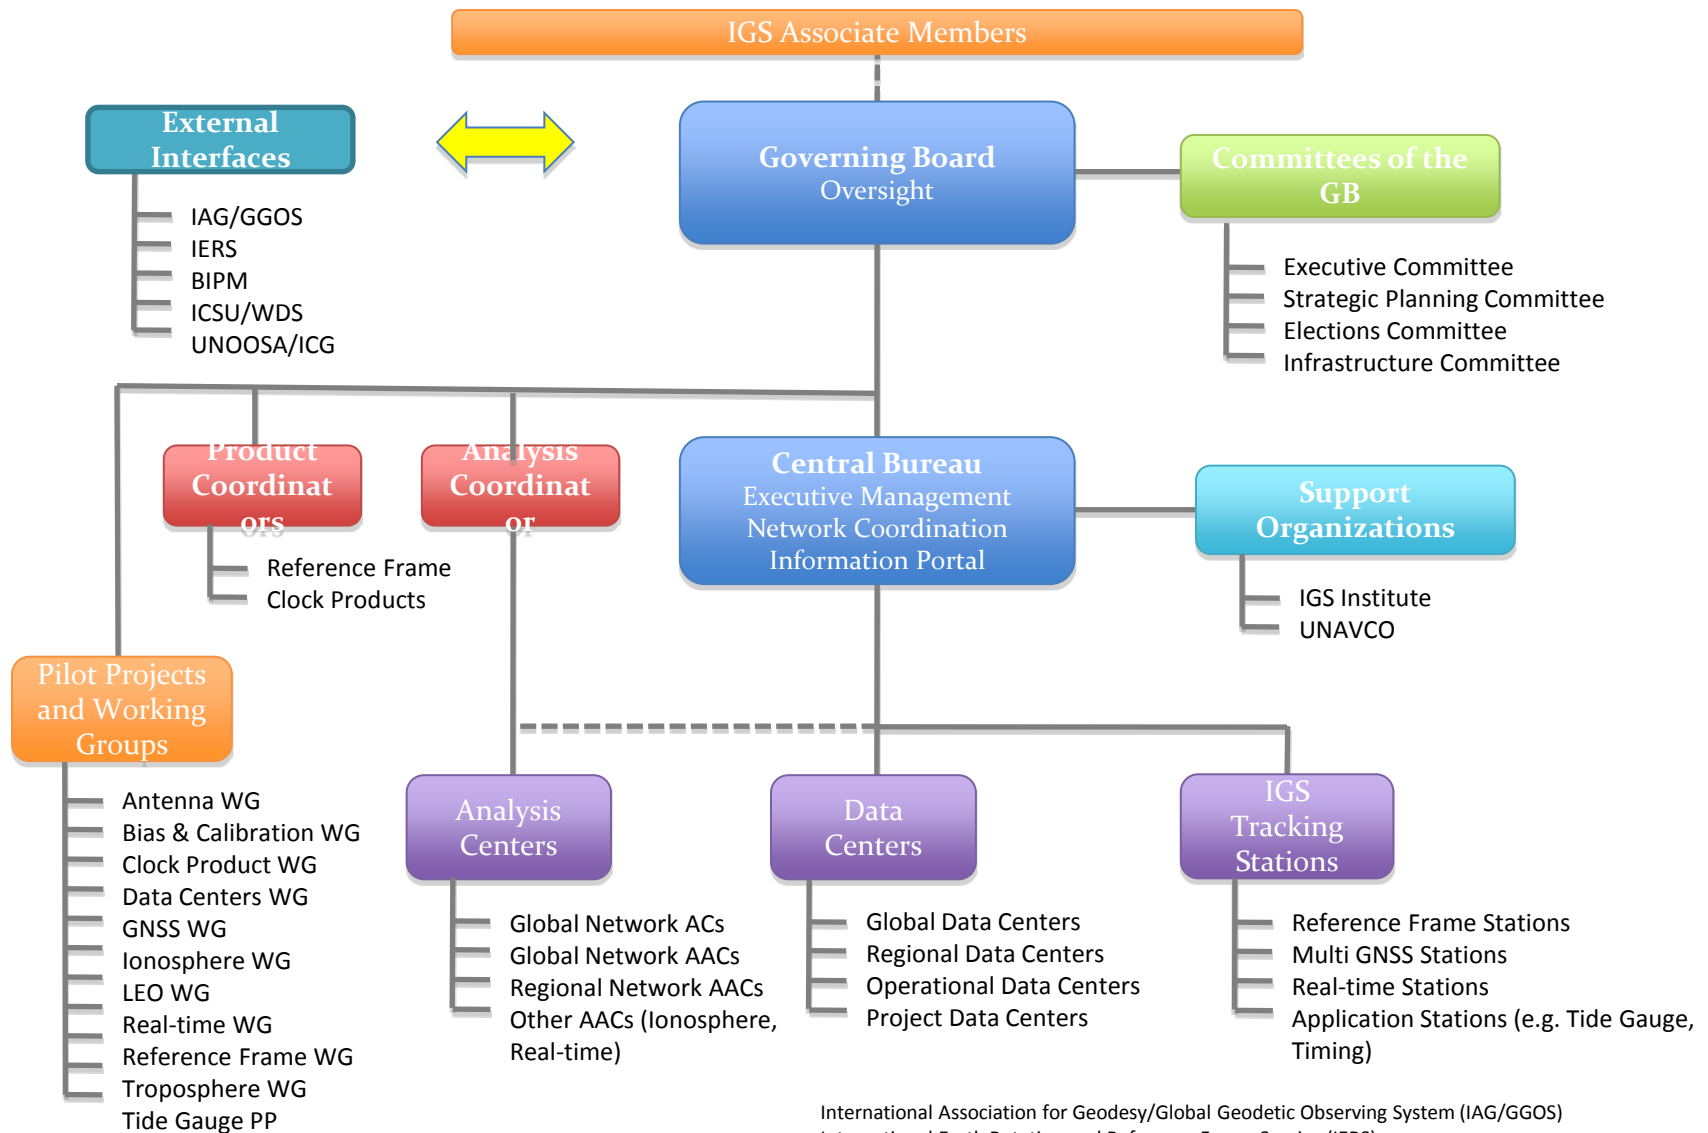 IGS Associate Members
External
Interfaces
IAG/GGOS
IERS
BIPM
ICSU/WDS
UNOOSA/ICG
Governing Board
Oversight
Committees of the
GB
Executive Committee
Strategic Planning Committee
Elections Committee
Infrastructure Committee
Product
Coordinat
ors
Reference Frame
Clock Products
Analysis
Coordinat
or
Central Bureau
Executive Management
Network Coordination
Information Portal
Support
Organizations
IGS Institute
UNAVCO
Pilot Projects
and Working
Groups
Antenna WG
Bias & Calibration WG
Clock Product WG
Data Centers WG
GNSS WG
Ionosphere WG
LEO WG
Real-time WG
Reference Frame WG
Troposphere WG
Tide Gauge PP
Analysis
Centers
Global Network ACs
Global Network AACs
Regional Network AACs
Other AACs (Ionosphere,
Real-time)
Data
Centers
Global Data Centers
Regional Data Centers
Operational Data Centers
Project Data Centers
IGS
Tracking
Stations
Reference Frame Stations
Multi GNSS Stations
Real-time Stations
Application Stations (e.g. Tide Gauge,
Timing)
International Association for Geodesy/Global Geodetic Observing System (IAG/GGOS)